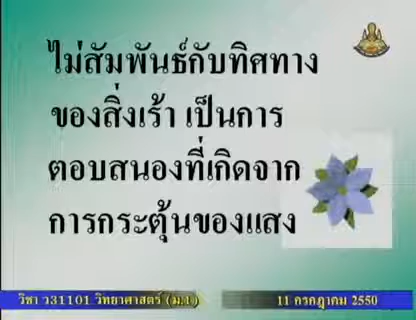 ไม่สัมพันธ์กับทิศทาง
ของสิ่งเร้า เป็นการ
ตอบสนองที่เกิดจาก
การกระตุ้นของแสง
วิชา ว31101 วิทยาศาสตร์ (ม.1)
11 กรกฎาคม 2550